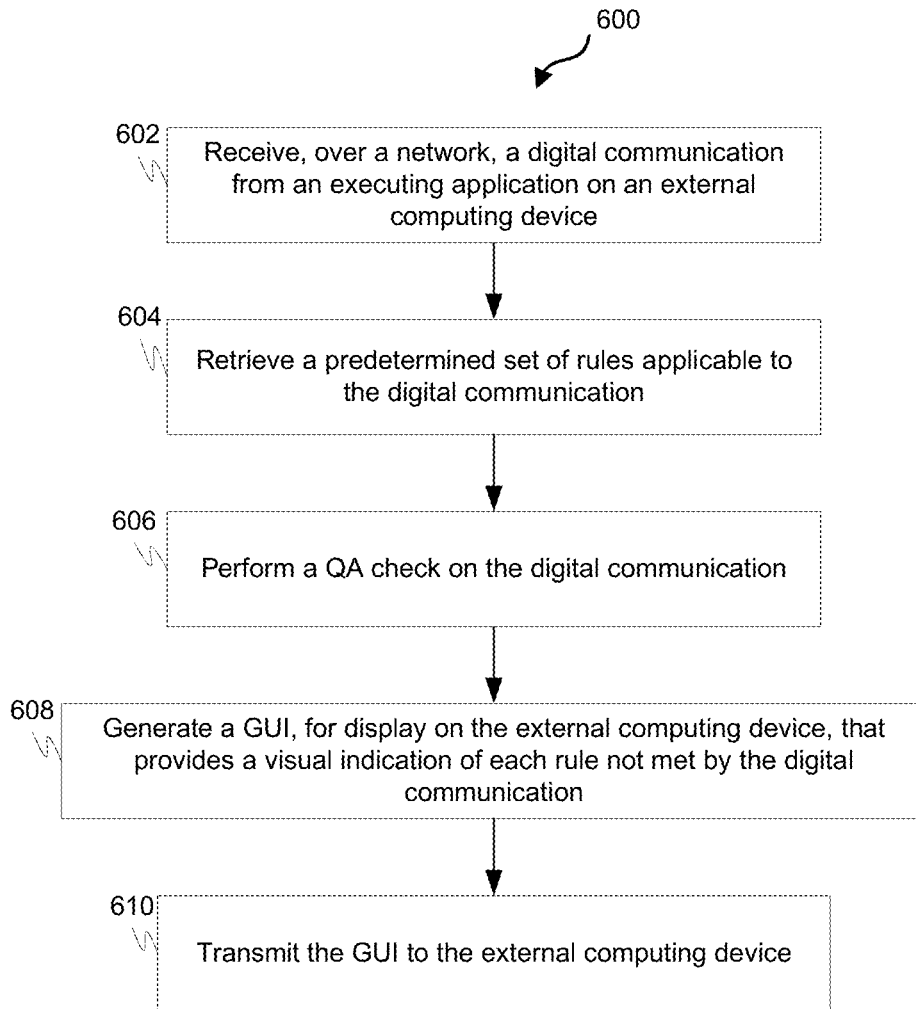 600
602
Receive, over a network, a digital communication
from an executing application on an external
computing device
604
Retrieve a predetermined set of rules applicable to
the digital communication
606
Perform a QA check on the digital communication
608
Generate a GUI, for display on the external computing device, that
provides a visual indication of each rule not met by the digital
communication
610
Transmit the GUI to the external computing device